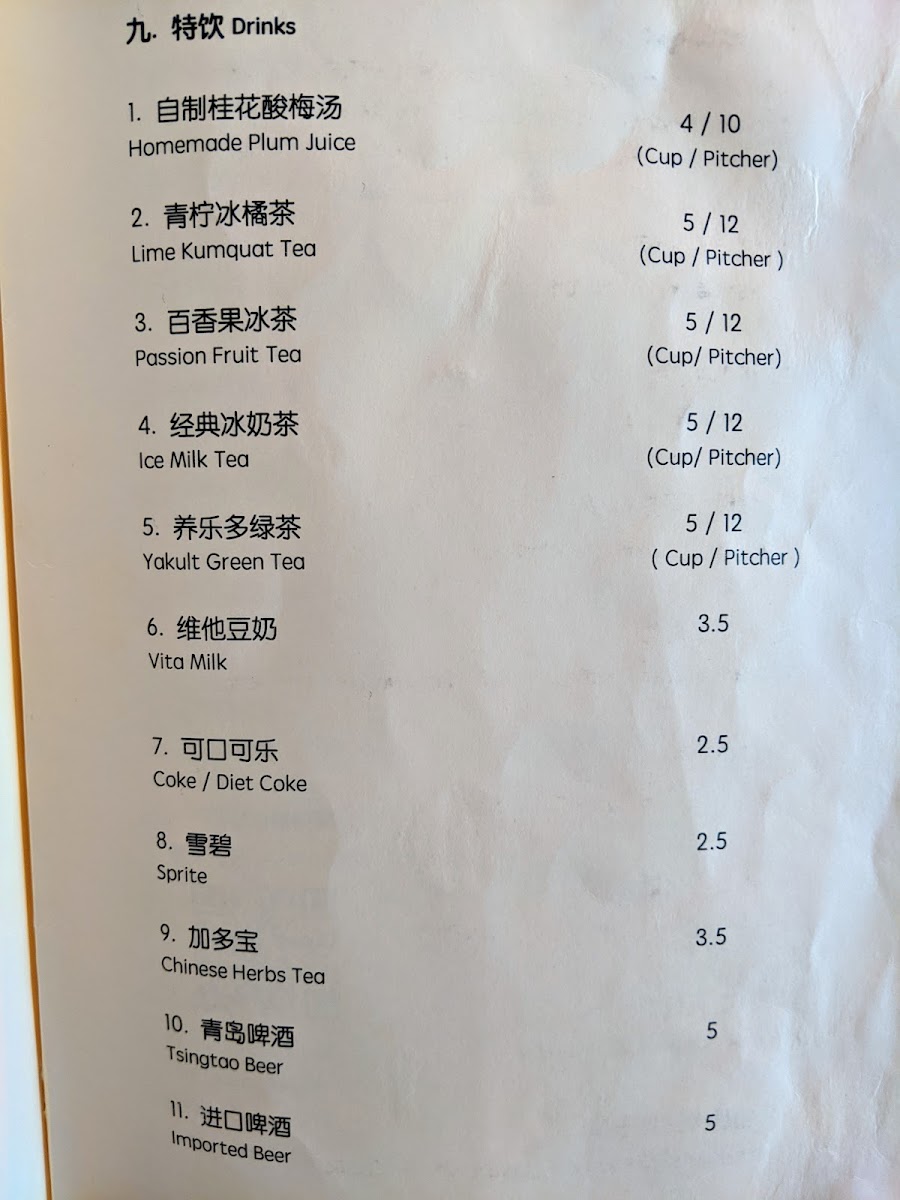 九. 特饮 Drinks
1. 自制桂花酸梅汤
Homemade Plum Juice
4 / 10
(Cup / Pitcher)
2. 青柠冰橘茶
Lime Kumquat Tea
5 / 12
(Cup / Pitcher )
3. 百香果冰茶
Passion Fruit Tea
5 / 12
(Cup/ Pitcher)
4. 经典冰奶茶
Ice Milk Tea
5 / 12
(Cup/ Pitcher)
5. 养乐多绿茶
Yakult Green Tea
5 / 12
( Cup / Pitcher )
6. 维他豆奶
Vita Milk
3.5
7. 可口可乐
Coke / Diet Coke
2.5
8. 雪碧
Sprite
2.5
9. 加多宝
Chinese Herbs Tea
3.5
10. 青岛啤酒
Tsingtao Beer
5
11. 进口啤酒
Imported Beer
5